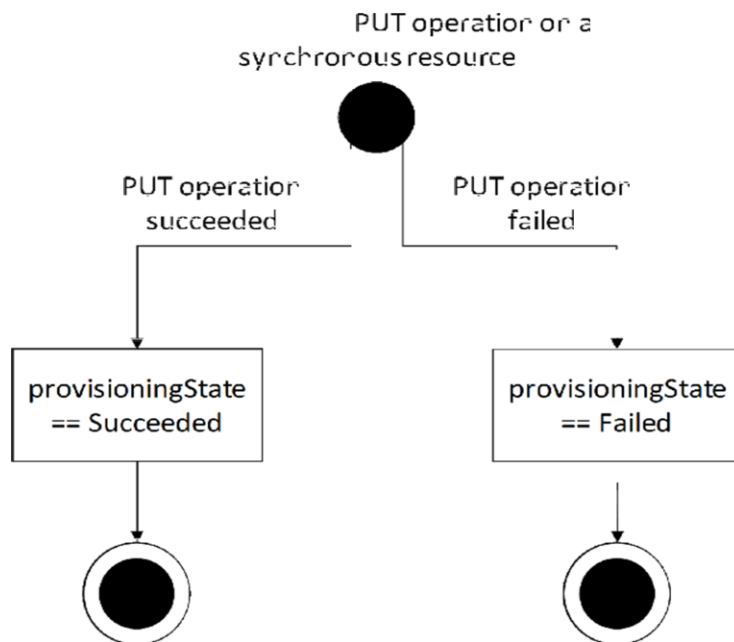 PUT operation on a
synchronous resource
PUT operation
succeeded
PUT operation
failed
provisioningState
== Succeeded
provisioningState
== Failed